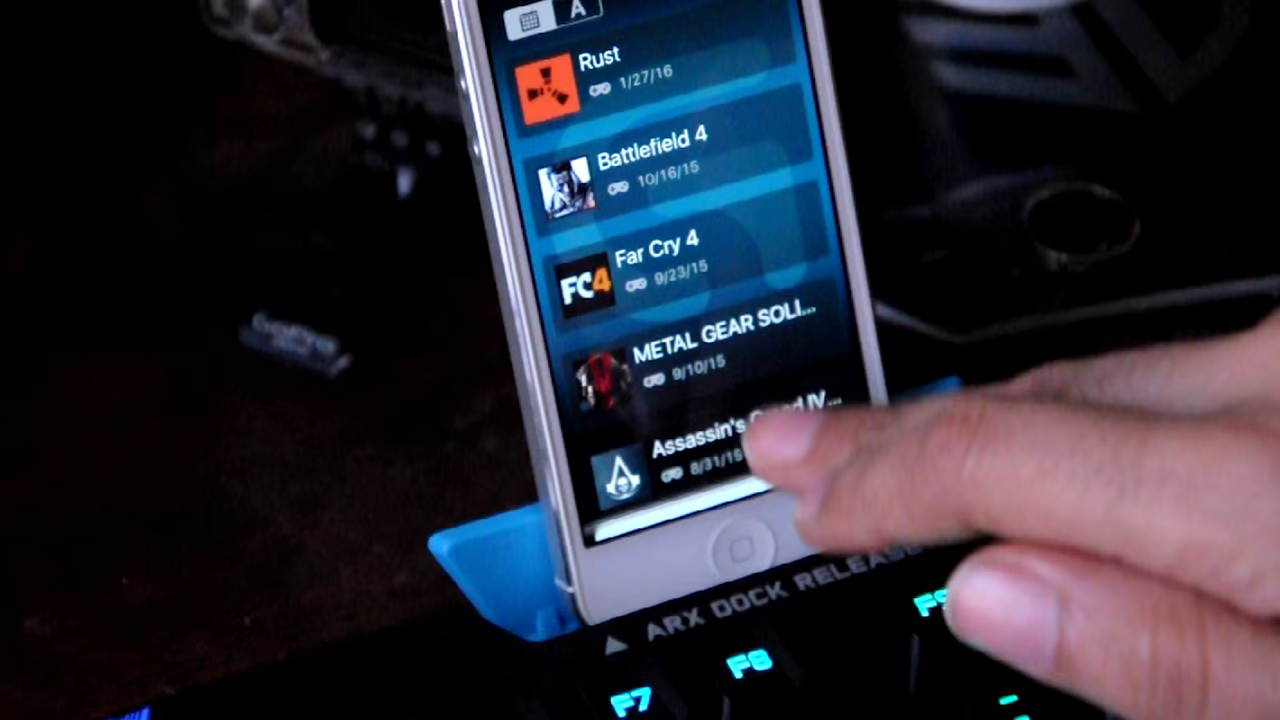 A
Rust
1/27/16
Battlefield 4
10/16/15
FC4
Far Cry 4
9/23/15
METAL GEAR SOLI...
9/10/15
Assassin's IV...
8/31/15
ARX DOCK RELEASE
F9
F8
F7